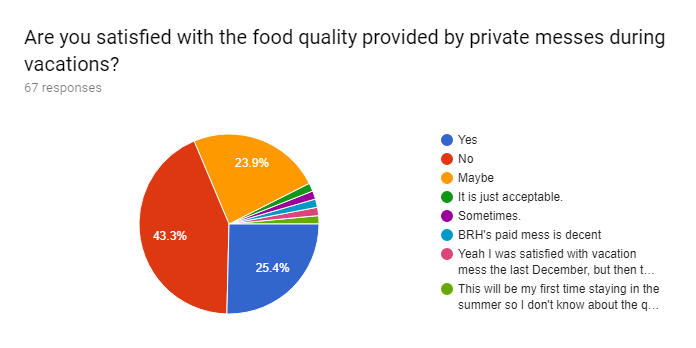 Are you satisfied with the food quality provided by private messes during
vacations?
67 responses
23.9%
43.3%
25.4%
Yes
No
Maybe
It is just acceptable.
Sometimes.
BRH's paid mess is decent
Yeah I was satisfied with vacation
mess the last December, but then t…
This will be my first time staying in the
summer so I don't know about the q…